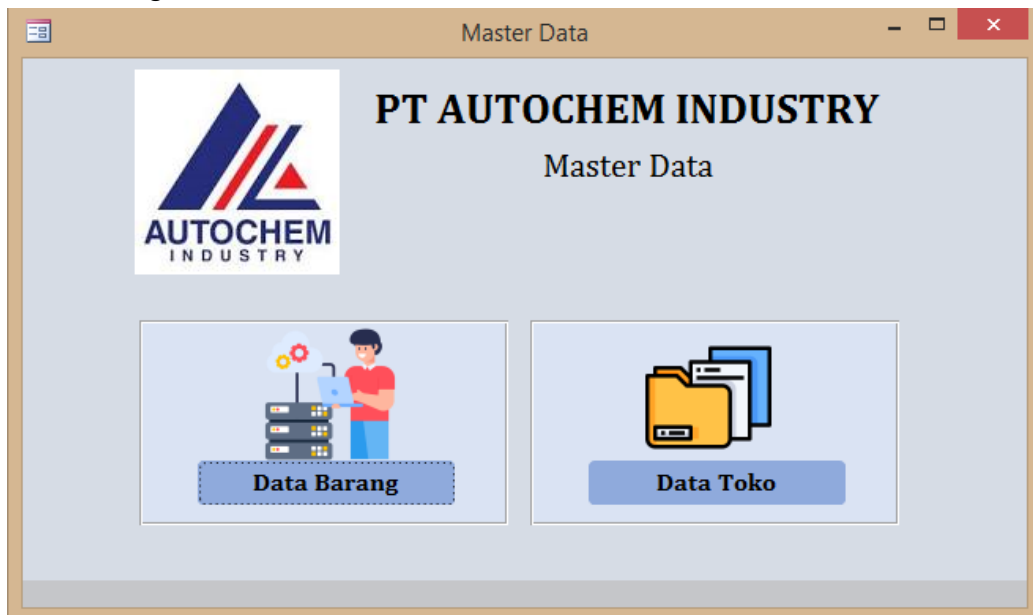 Master Data
PT AUTOCHEM INDUSTRY
Master Data
AUTOCHEM
INDUSTRY
Data Barang
Data Toko